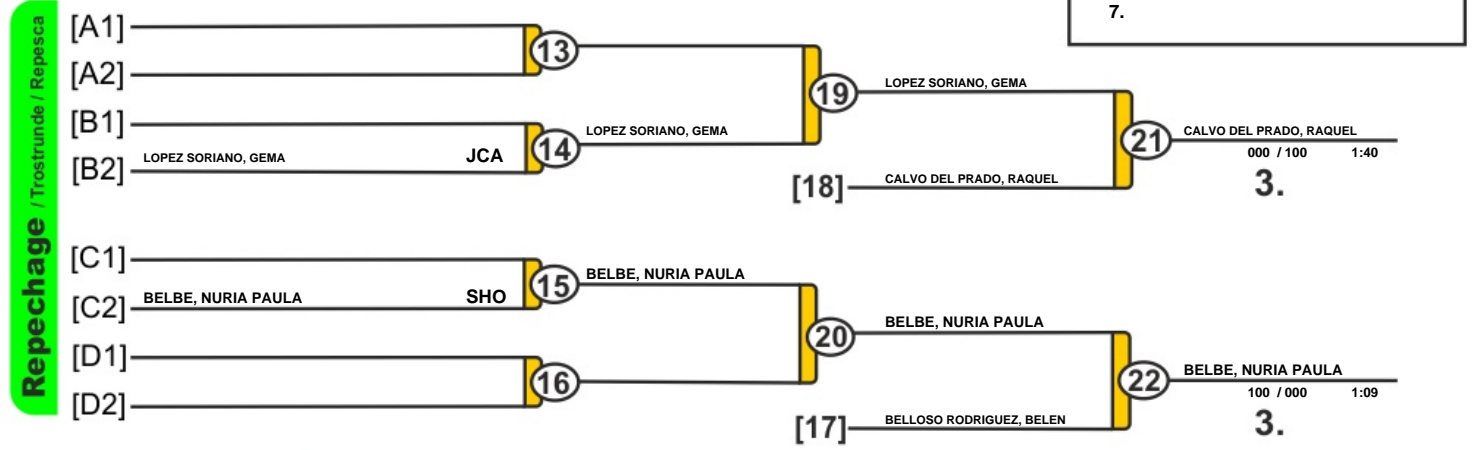 7.
Repechage / Trostrunde / Repesca
[A1]
13
[A2]
19
LOPEZ SORIANO, GEMA
[B1]
14
LOPEZ SORIANO, GEMA
21
CALVO DEL PRADO, RAQUEL
[B2]
LOPEZ SORIANO, GEMA
JCA
000 / 100
1:40
[18]
CALVO DEL PRADO, RAQUEL
3.
[C1]
15
BELBE, NURIA PAULA
[C2]
BELBE, NURIA PAULA
SHO
20
BELBE, NURIA PAULA
[D1]
16
22
BELBE, NURIA PAULA
[D2]
100 / 000
1:09
[17]
BELLOSO RODRIGUEZ, BELEN
3.